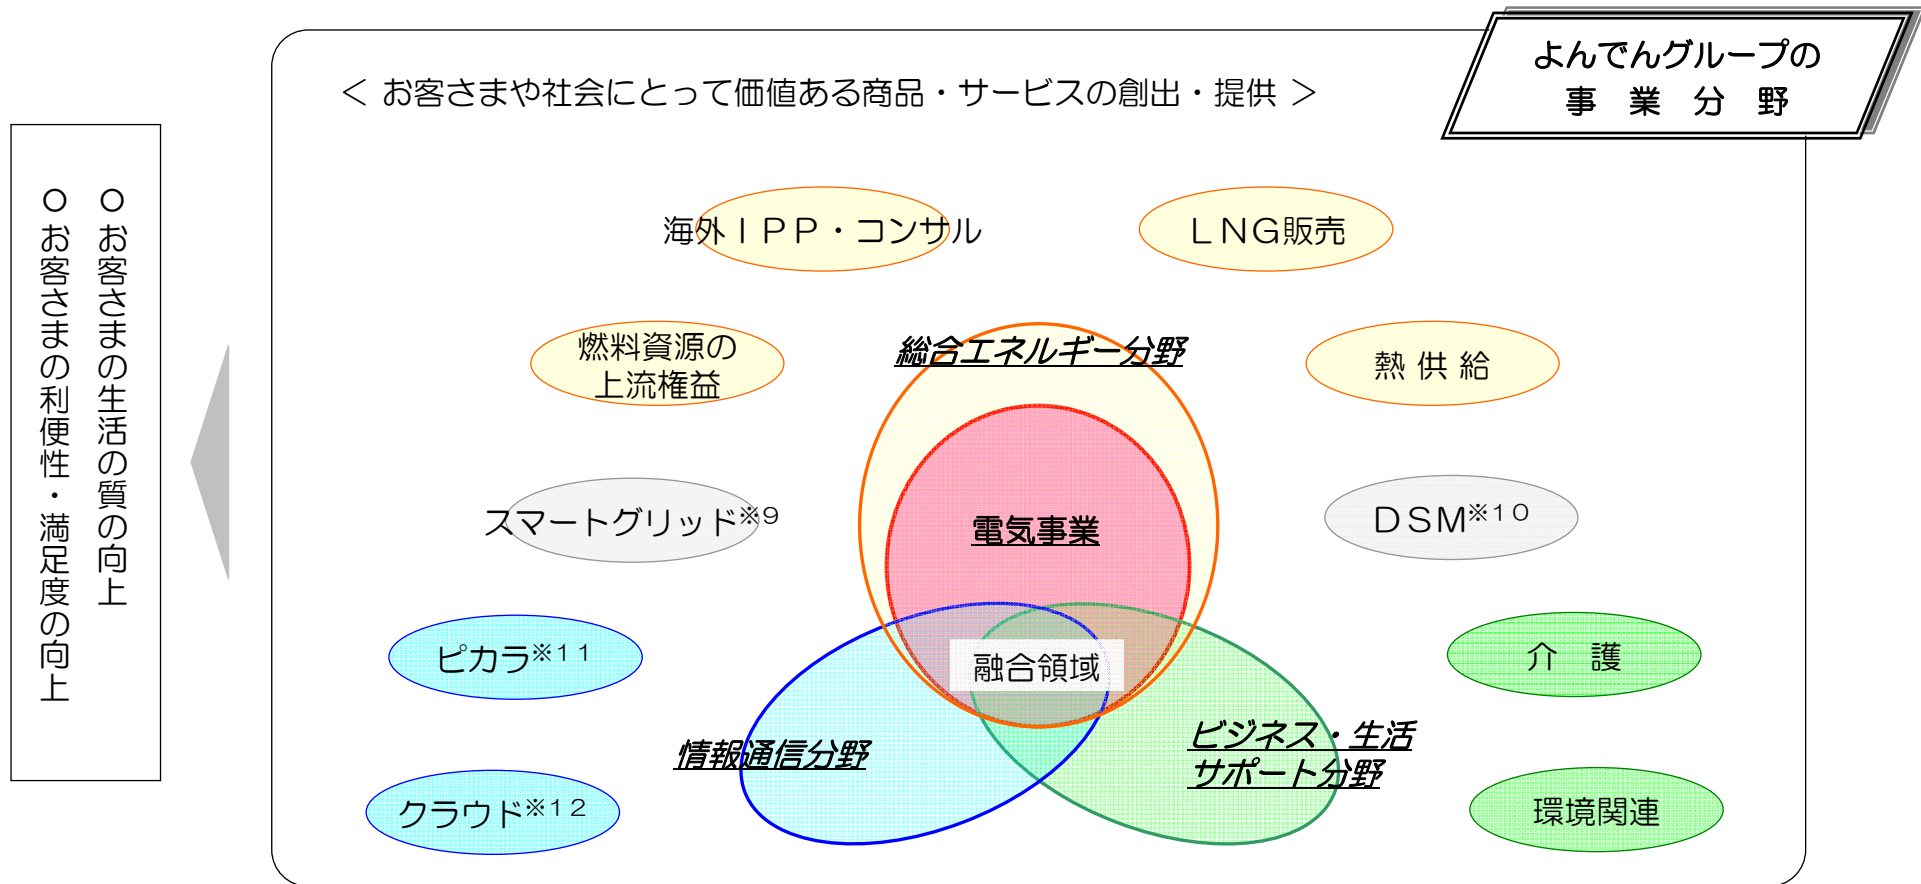 よんでんグループの
事 業 分 野
＜ お客さまや社会にとって価値ある商品・サービスの創出・提供 ＞
○ お客さまの生活の質の向上
○ お客さまの利便性・満足度の向上
海外ＩＰＰ・コンサル
ＬＮＧ販売
燃料資源の
上流権益
総合エネルギー分野
熱 供 給
スマートグリッド※９
電気事業
ＤＳＭ※１０
ピカラ※１１
融合領域
介　護
情報通信分野
ビジネス・生活
サポート分野
クラウド※１２
環境関連